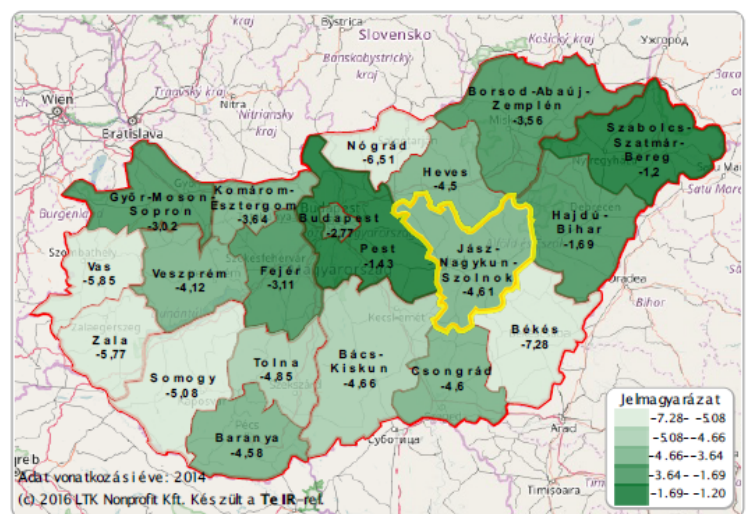 Bystrica
Slovensko
kraj
Košický kraj
Ужгород
Banskobystrický
kraj
Trnavský
kraj
Nitra
Nitriansky
kraj
Wien
Bratislava
Borsod-Abaúj-
Zemplén
-3,56
Nógrád
-6,51
Szabolcs-
Szatmár-
Bereg
-1,2
Satu Mare
Heves
-4,5
Győr-Moson-
Sopron
-3,02
Komárom-
Esztergom
-3,64
Burgenland
Budapest
-2,77
Debrecen
Hajdú-
Bihar
-1,69
Pest
-1,43
Jász-
Nagykun-
Szolnok
-4,61
Szombathely
Vas
-5,85
Veszprém
-4,12
Székesfehérvár
Fejér
-3,11
Oradea
Bihor
Zalaegerszeg
Zala
-5,77
Kecskemét
Békés
-7,28
Somogy
-5,08
Tolna
-4,85
Bács-
Kiskun
-4,66
Csongrád
-4,6
Pécs
Baranya
-4,58
Суботица
Arad
Timișoara
Jelmagyarázat
-7.28- -5.08
-5.08--4.66
-4.66--3.64
-3.64--1.69
-1.69- -1.20
Adat vonatkozási éve: 2014
(c) 2016 LTK Nonprofit Kft. Készült a TeIR-ref.